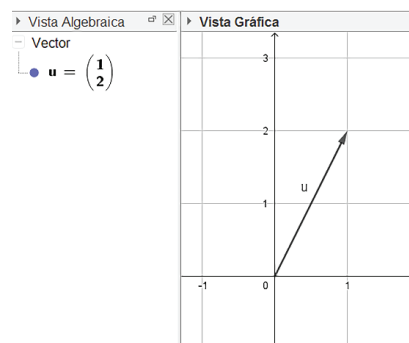 Vista Algebraica
Vector
u = (1
2)
Vista Gráfica
3
2
u
1
-1 0 1